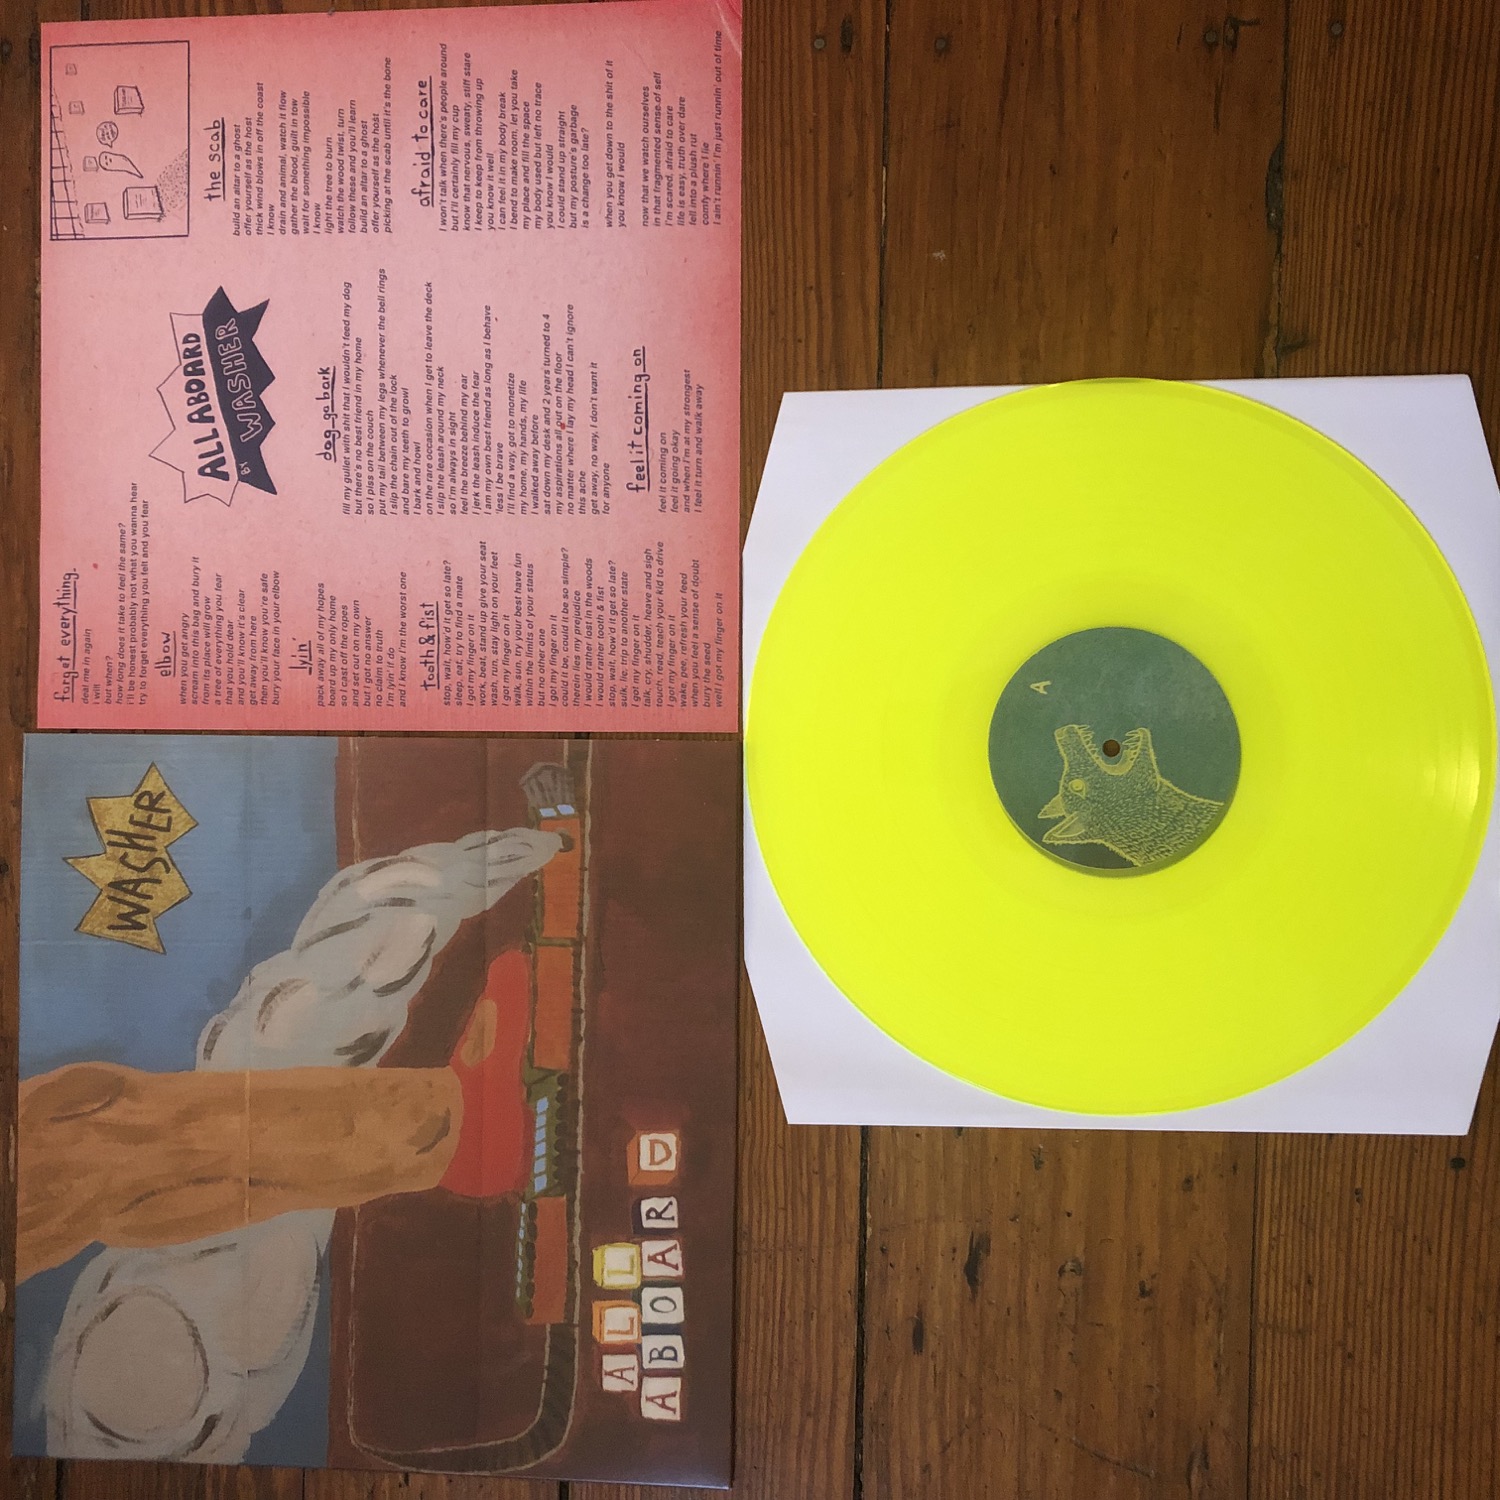 WASHER
ALL
ABOARD
forget everything.
deal me in again
i will
but when?
how long does it take to feel the same?
i'll be honest probably not what you wanna hear
try to forget everything you felt and you fear
elbow
when you get angry
scream into this bag and bury it
from its place will grow
a tree of everything you fear
that you hold dear
and you'll know it's clear
get away from here
then you'll know you're safe
bury your face in your elbow
lyin'
pack away all of my hopes
board up my only home
so I cast off the ropes
and set out on my own
but I got no answer
no claim to truth
I'm lyin' if do
and I know I'm the worst one
tooth & fist
stop, wait, how'd it get so late?
sleep, eat, try to find a mate
I got my finger on it
work, beat, stand up give your seat
wash, run, stay light on your feet
I got my finger on it
walk, sun, try your best have fun
within the limits of your status
but no other one
I got my finger on it
could it be, could it be so simple?
therein lies my prejudice
I would rather lost in the woods
I would rather tooth & fist
stop, wait, how'd it get so late?
sulk, lie, trip to another state
I got my finger on it
talk, cry, shudder, heave and sigh
touch, read, teach your kid to drive
I got my finger on it
wake, pee, refresh your feed
when you feel a sense of doubt
bury the seed
well I got my finger on it
ALL ABOARD
BY WASHER
dog go bark
fill my gullet with shit that I wouldn't feed my dog
but there's no best friend in my home
so I piss on the couch
put my tail between my legs whenever the bell rings
I slip the chain out of the lock
and bare my teeth to growl
I bark and howl
on the rare occasion when I get to leave the deck
I slip the leash around my neck
so I'm always in sight
feel the breeze behind my ear
I jerk the leash induce the fear
I am my own best friend as long as I behave
'less I be brave
I'll find a way, got to monetize
my home, my hands, my life
I walked away before
sat down my desk and 2 years turned to 4
my aspirations all out on the floor
no matter where I lay my head I can't ignore
this ache
get away, no way, I don't want it
for anyone
feel it coming on
feel it coming on
feel it going okay
and when I'm at my strongest
I feel it turn and walk away
the scab
build an altar to a ghost
offer yourself as the host
thick wind blows in off the coast
I know
drain and animal, watch it flow
gather the blood, guilt in tow
wait for something impossible
I know
light the tree to burn
watch the wood twist, turn
follow these and you'll learn
build an altar to a ghost
offer yourself as the host
picking at the scab until it's the bone
afraid to care
I won't talk when there's people around
but I'll certainly fill my cup
know that nervous, sweaty, stiff stare
I keep to keep from throwing up
you know it well
I can feel it in my body break
I bend to make room, let you take
my place and fill the space
my body used but left no trace
you know I would
I could stand up straight
but my posture's garbage
is a change too late?
when you get down to the shit of it
you know I would
now that we watch ourselves
in that fragmented sense of self
I'm scared, afraid to care
life is easy, truth over dare
fell into a plush rut
comfy where I lie
I ain't runnin' I'm just runnin' out of time
A